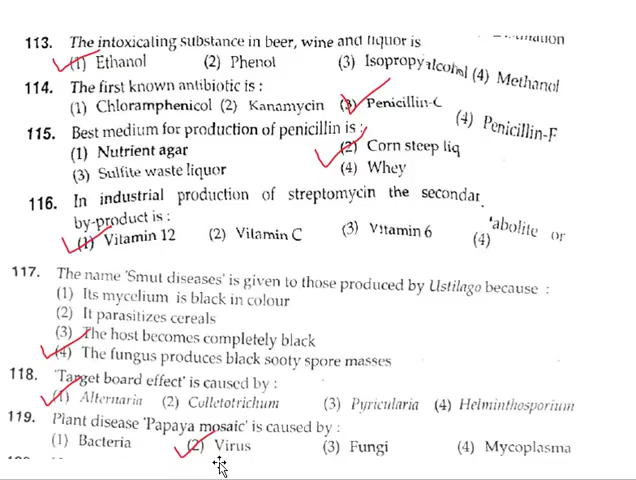 113. The intoxicating substance in beer, wine and liquor is
(1) Ethanol (2) Phenol (3) Isopropyl alcohol (4) Methanol
114. The first known antibiotic is :
(1) Chloramphenicol (2) Kanamycin (3) Penicillin-C (4) Penicillin-F
115. Best medium for production of penicillin is :
(1) Nutrient agar (2) Corn steep liq
(3) Sulfite waste liquor (4) Whey
116. In industrial production of streptomycin the secondar
abolite or
by-product is :
(1) Vitamin 12 (2) Vitamin C (3) Vitamin 6 (4)
117. The name 'Smut diseases' is given to those produced by Ustilago because :
(1) Its mycelium is black in colour
(2) It parasitizes cereals
(3) The host becomes completely black
(4) The fungus produces black sooty spore masses
118. 'Target board effect' is caused by :
(1) Alternaria (2) Colletotrichum (3) Pyricularia (4) Helminthosporium
119. Plant disease 'Papaya mosaic' is caused by :
(1) Bacteria (2) Virus (3) Fungi (4) Mycoplasma